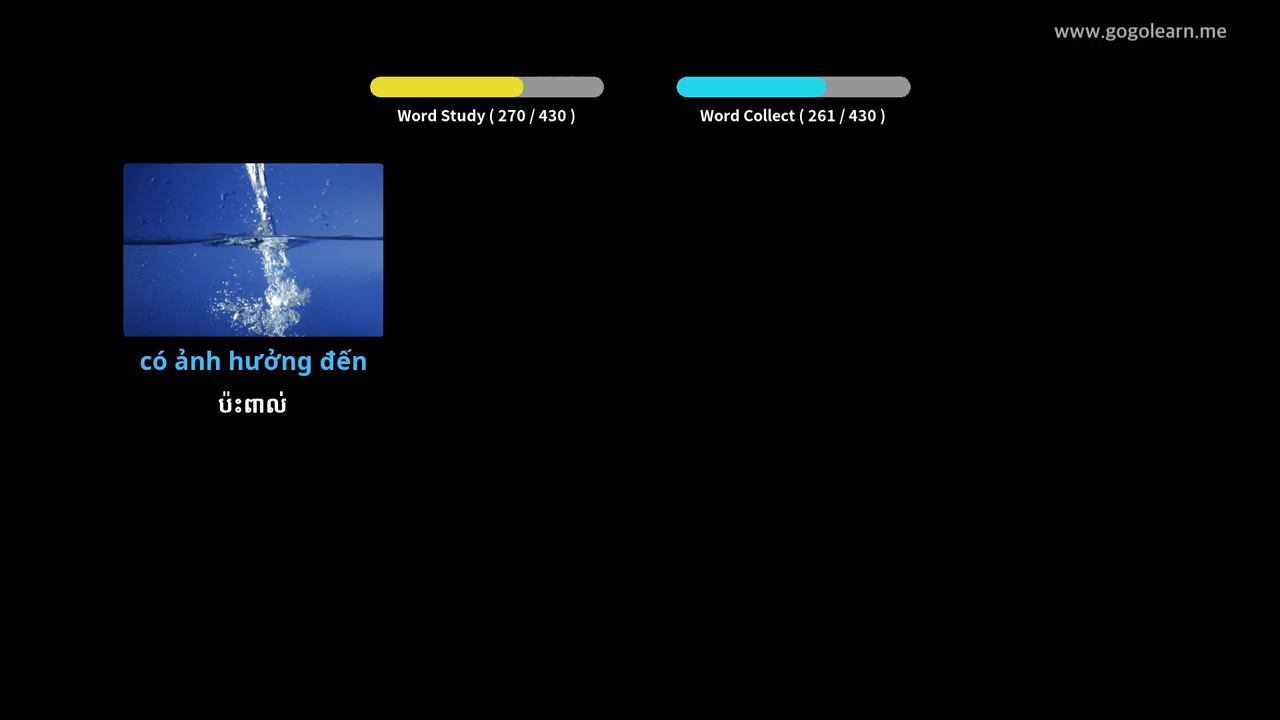 www.gogolearn.me
Word Study ( 270 / 430 )
Word Collect ( 261 / 430 )
có ảnh hưởng đến
ប៉ះពាល់